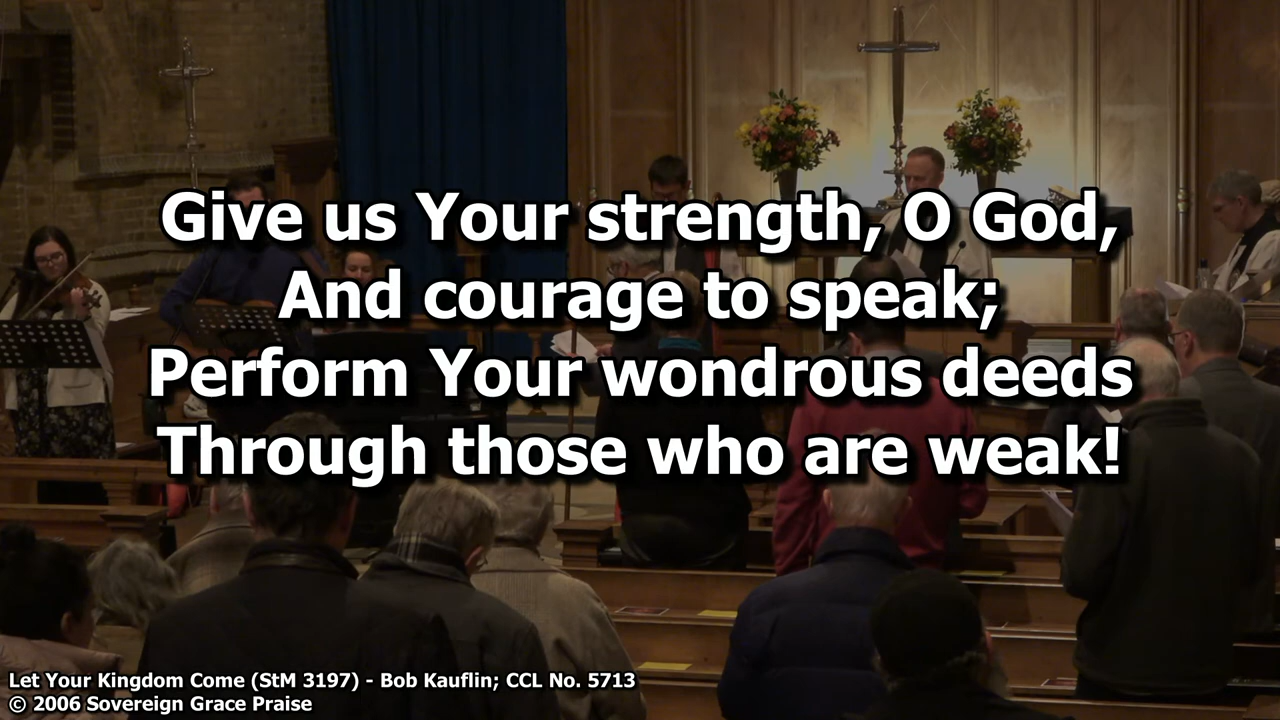 Give us Your strength, O God,
And courage to speak;
Perform Your wondrous deeds
Through those who are weak!
Let Your Kingdom Come (StM 3197) - Bob Kauflin; CCL No. 5713
© 2006 Sovereign Grace Praise